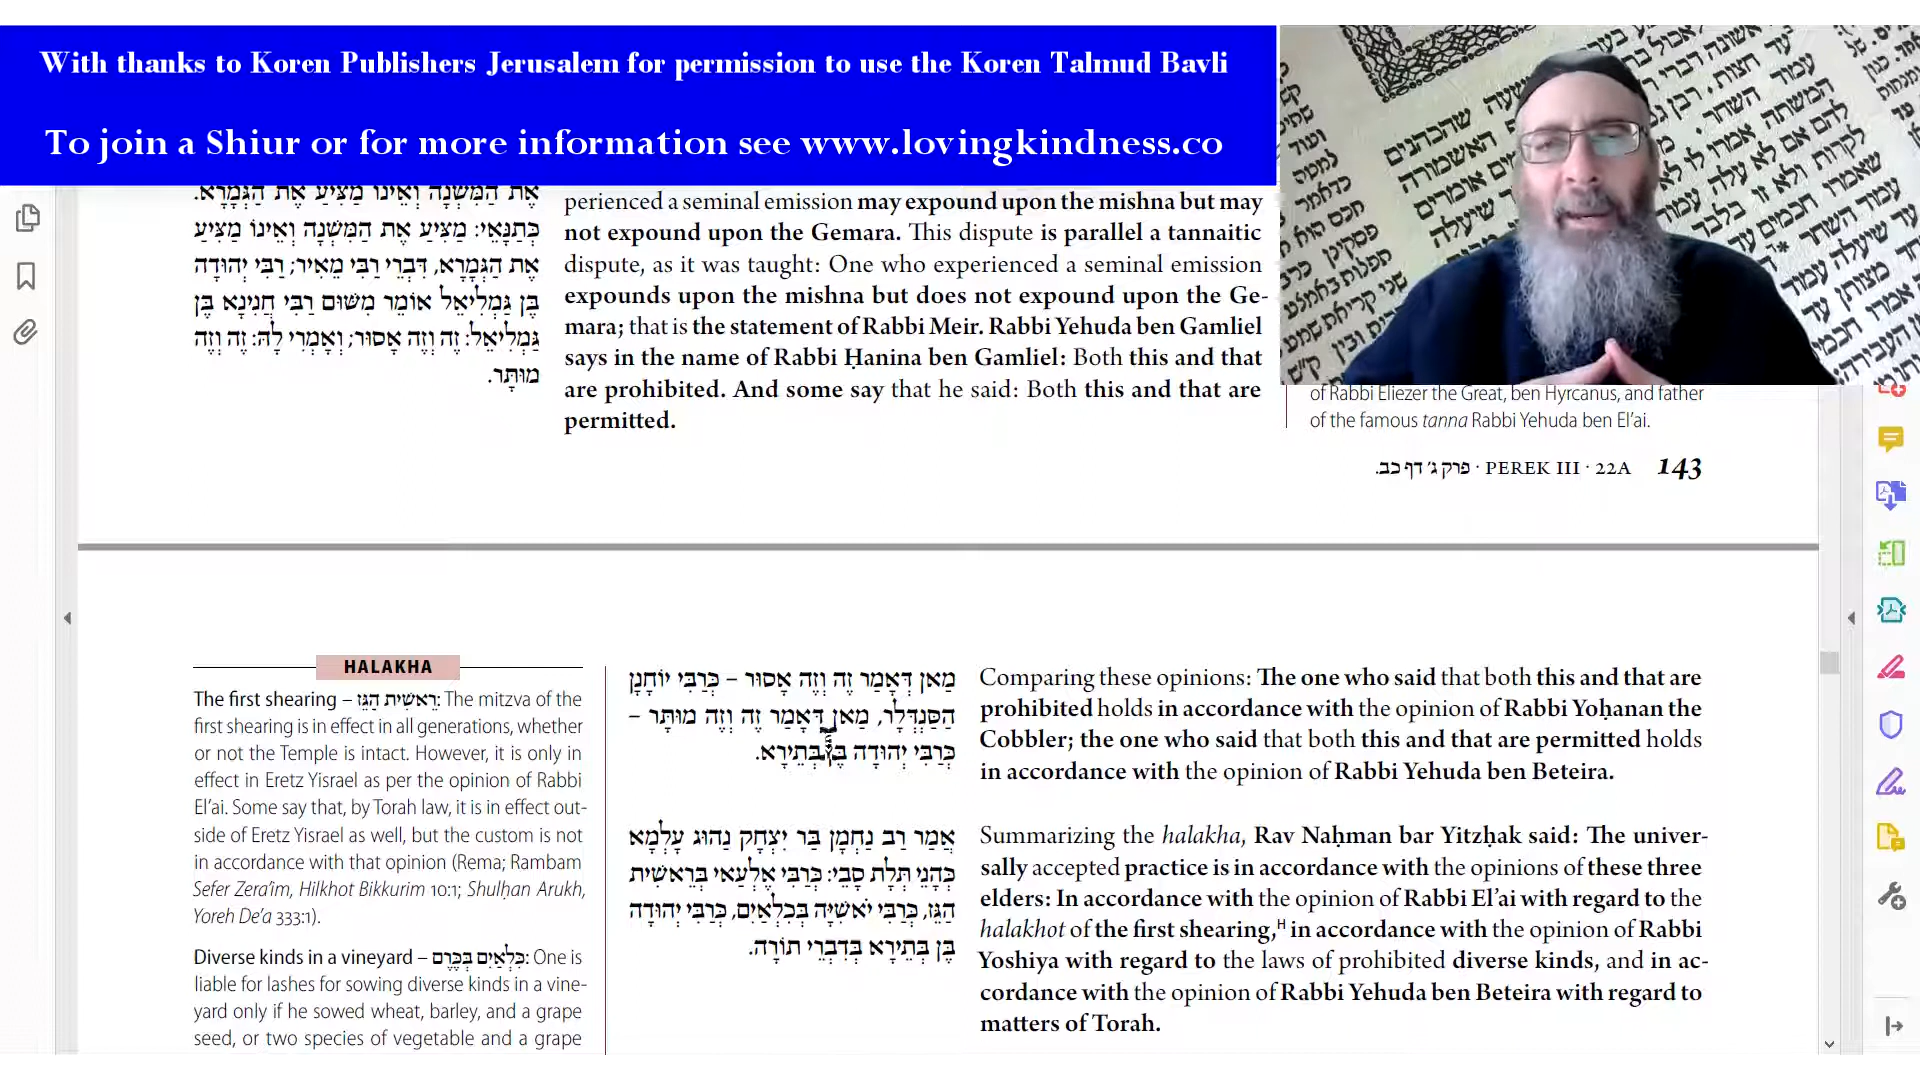 With thanks to Koren Publishers Jerusalem for permission to use the Koren Talmud Bavli
To join a Shiur or for more information see www.lovingkindness.co
אֶת הַמִּשְׁנָה וְאֵינוֹ מַצִּיעַ אֶת הַגְּמָרָא.
כְּתַנָּאֵי: מַצִּיעַ אֶת הַמִּשְׁנָה וְאֵינוֹ מַצִּיעַ
אֶת הַגְּמָרָא, דִּבְרֵי רַבִּי מֵאִיר; רַבִּי יְהוּדָה
בֶּן גַּמְלִיאֵל אוֹמֵר מִשּׁוּם רַבִּי חֲנִינָא בֶּן
גַּמְלִיאֵל: זֶה וָזֶה אָסוּר; וְאָמְרִי לָהּ: זֶה וָזֶה
מוּתָּר.
perienced a seminal emission may expound upon the mishna but may
not expound upon the Gemara. This dispute is parallel a tannaitic
dispute, as it was taught: One who experienced a seminal emission
expounds upon the mishna but does not expound upon the Ge-
mara; that is the statement of Rabbi Meir. Rabbi Yehuda ben Gamliel
says in the name of Rabbi Ḥanina ben Gamliel: Both this and that
are prohibited. And some say that he said: Both this and that are
permitted.
of Rabbi Eliezer the Great, ben Hyrcanus, and father
of the famous tanna Rabbi Yehuda ben El'ai.
פרק ג׳ דף כב. · PEREK III · 22A 143
HALAKHA
The first shearing – רֵאשִׁית הַגֵּז: The mitzva of the
first shearing is in effect in all generations, whether
or not the Temple is intact. However, it is only in
effect in Eretz Yisrael as per the opinion of Rabbi
El'ai. Some say that, by Torah law, it is in effect out-
side of Eretz Yisrael as well, but the custom is not
in accordance with that opinion (Rema; Rambam
Sefer Zera'im, Hilkhot Bikkurim 10:1; Shulḥan Arukh,
Yoreh De'a 333:1).
Diverse kinds in a vineyard – כִּלְאַיִם בְּכֶּרֶם: One is
liable for lashes for sowing diverse kinds in a vine-
yard only if he sowed wheat, barley, and a grape
seed, or two species of vegetable and a grape
מַאן דְּאָמַר זֶה וָזֶה אָסוּר – כְּרַבִּי יוֹחָנָן
הַסַּנְדְּלָר, מַאן דְּאָמַר זֶה וָזֶה מוּתָּר –
כְּרַבִּי יְהוּדָה בֶּן בְּתֵירָא.
אֲמַר רַב נַחְמָן בַּר יִצְחָק נָהוּג עָלְמָא
כְּהָנֵי תְּלָת סָבֵי: כְּרַבִּי אֶלְעַאי בְּרֵאשִׁית
הַגֵּז, כְּרַבִּי יֹאשִׁיָּה בְּכִלְאַיִם, כְּרַבִּי יְהוּדָה
בֶּן בְּתֵירָא בְּדִבְרֵי תוֹרָה.
Comparing these opinions: The one who said that both this and that are
prohibited holds in accordance with the opinion of Rabbi Yoḥanan the
Cobbler; the one who said that both this and that are permitted holds
in accordance with the opinion of Rabbi Yehuda ben Beteira.
Summarizing the halakha, Rav Naḥman bar Yitzḥak said: The univer-
sally accepted practice is in accordance with the opinions of these three
elders: In accordance with the opinion of Rabbi El'ai with regard to the
halakhot of the first shearing,ᴴ in accordance with the opinion of Rabbi
Yoshiya with regard to the laws of prohibited diverse kinds, and in ac-
cordance with the opinion of Rabbi Yehuda ben Beteira with regard to
matters of Torah.